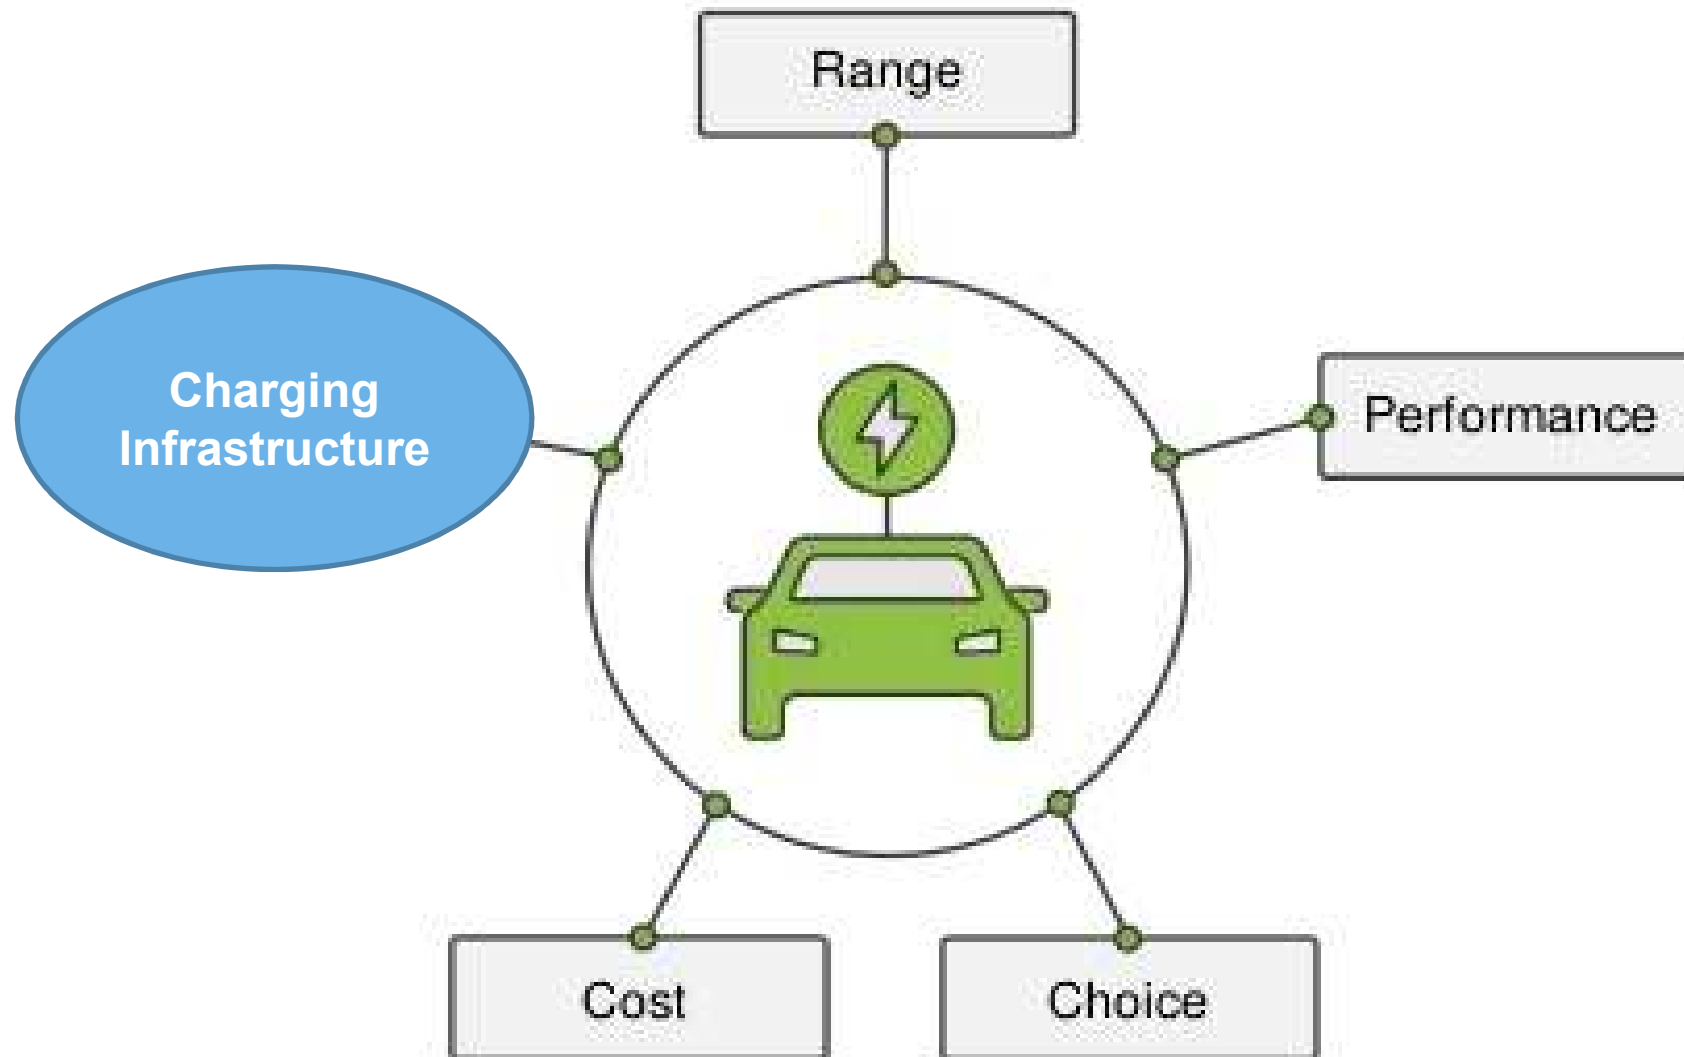 Range
Charging
Infrastructure
Performance
Cost
Choice